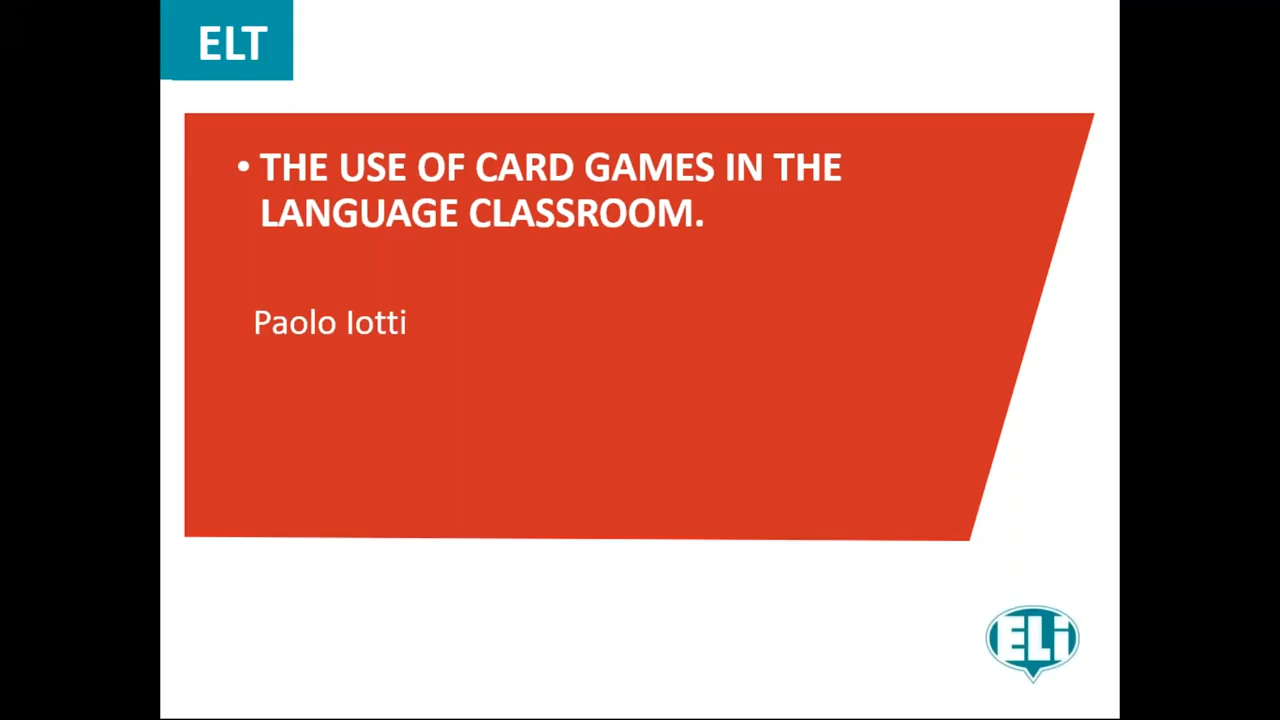 ELT
• THE USE OF CARD GAMES IN THE
LANGUAGE CLASSROOM.
Paolo Iotti
ELi